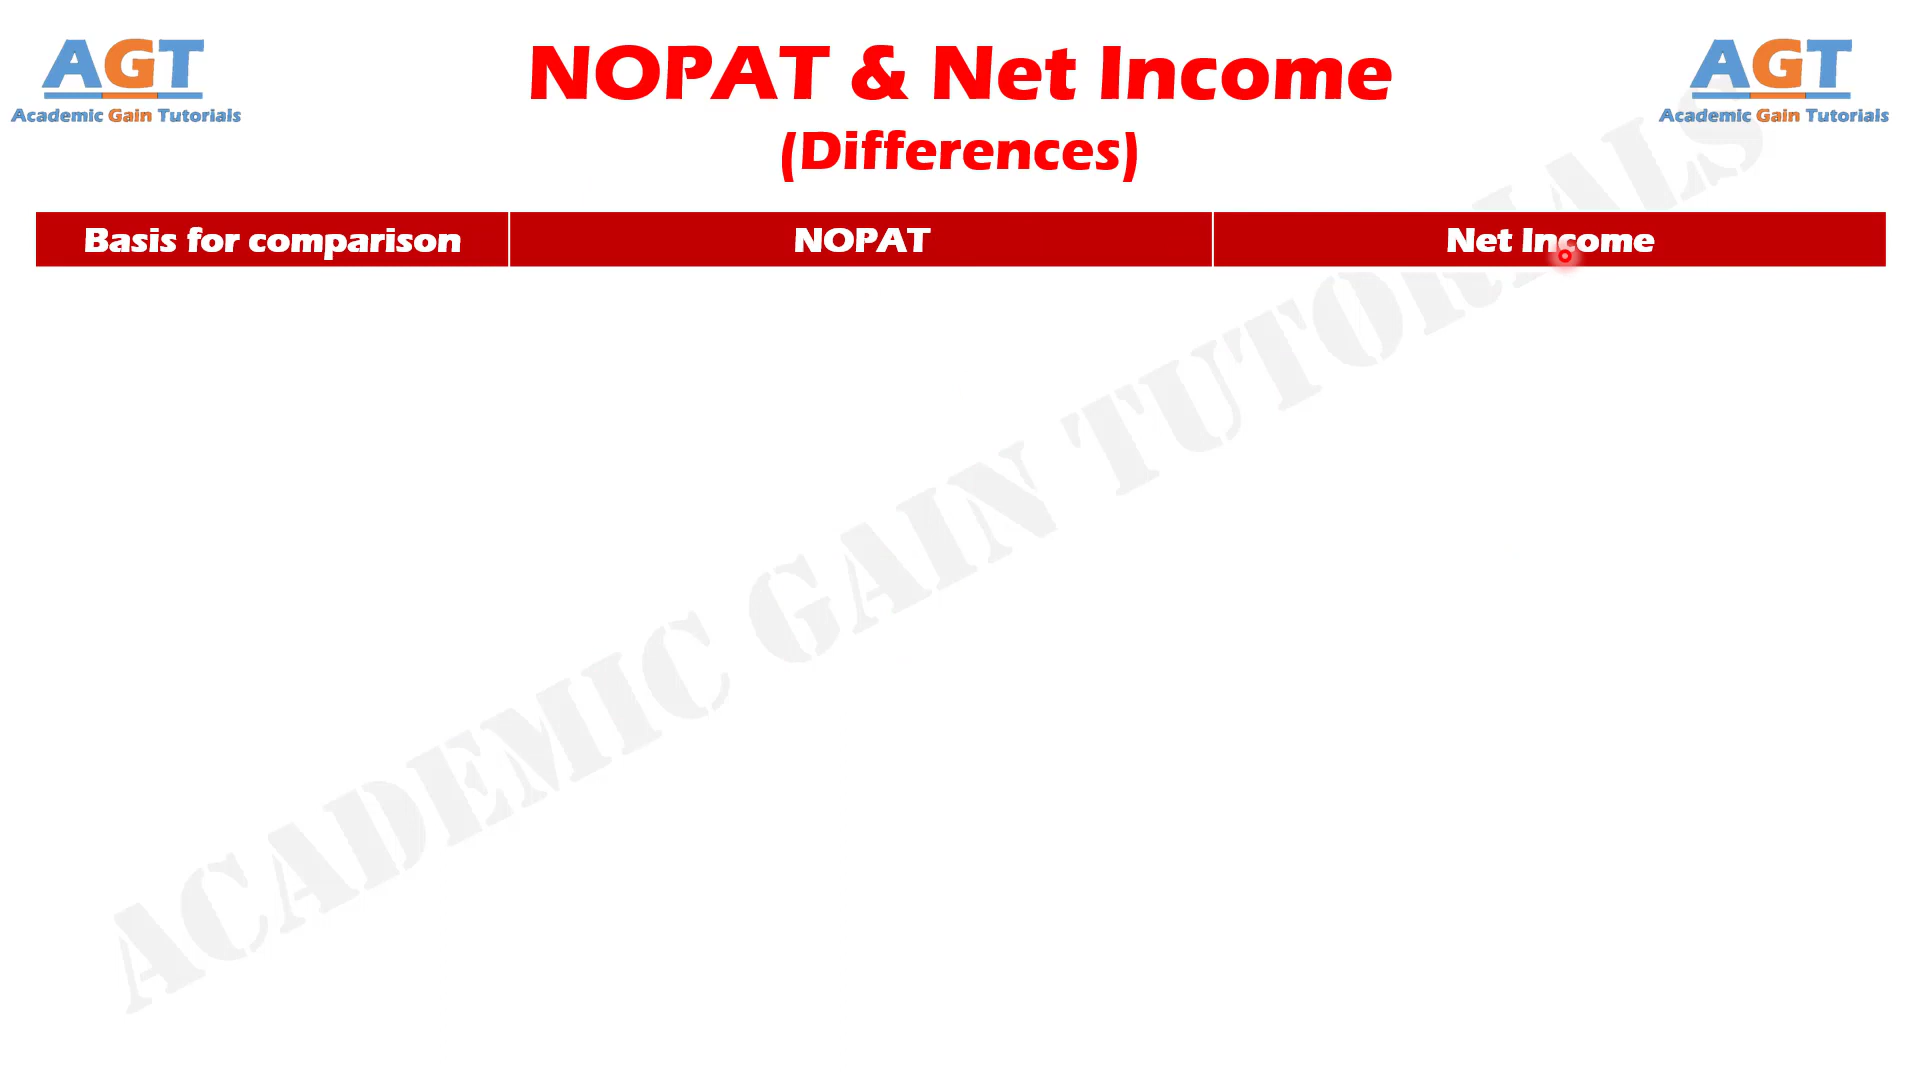 AGT
Academic Gain Tutorials
NOPAT & Net Income
(Differences)
AGT
Academic Gain Tutorials
Basis for comparison NOPAT Net Income
ACADEMIC GAIN TUTORIALS